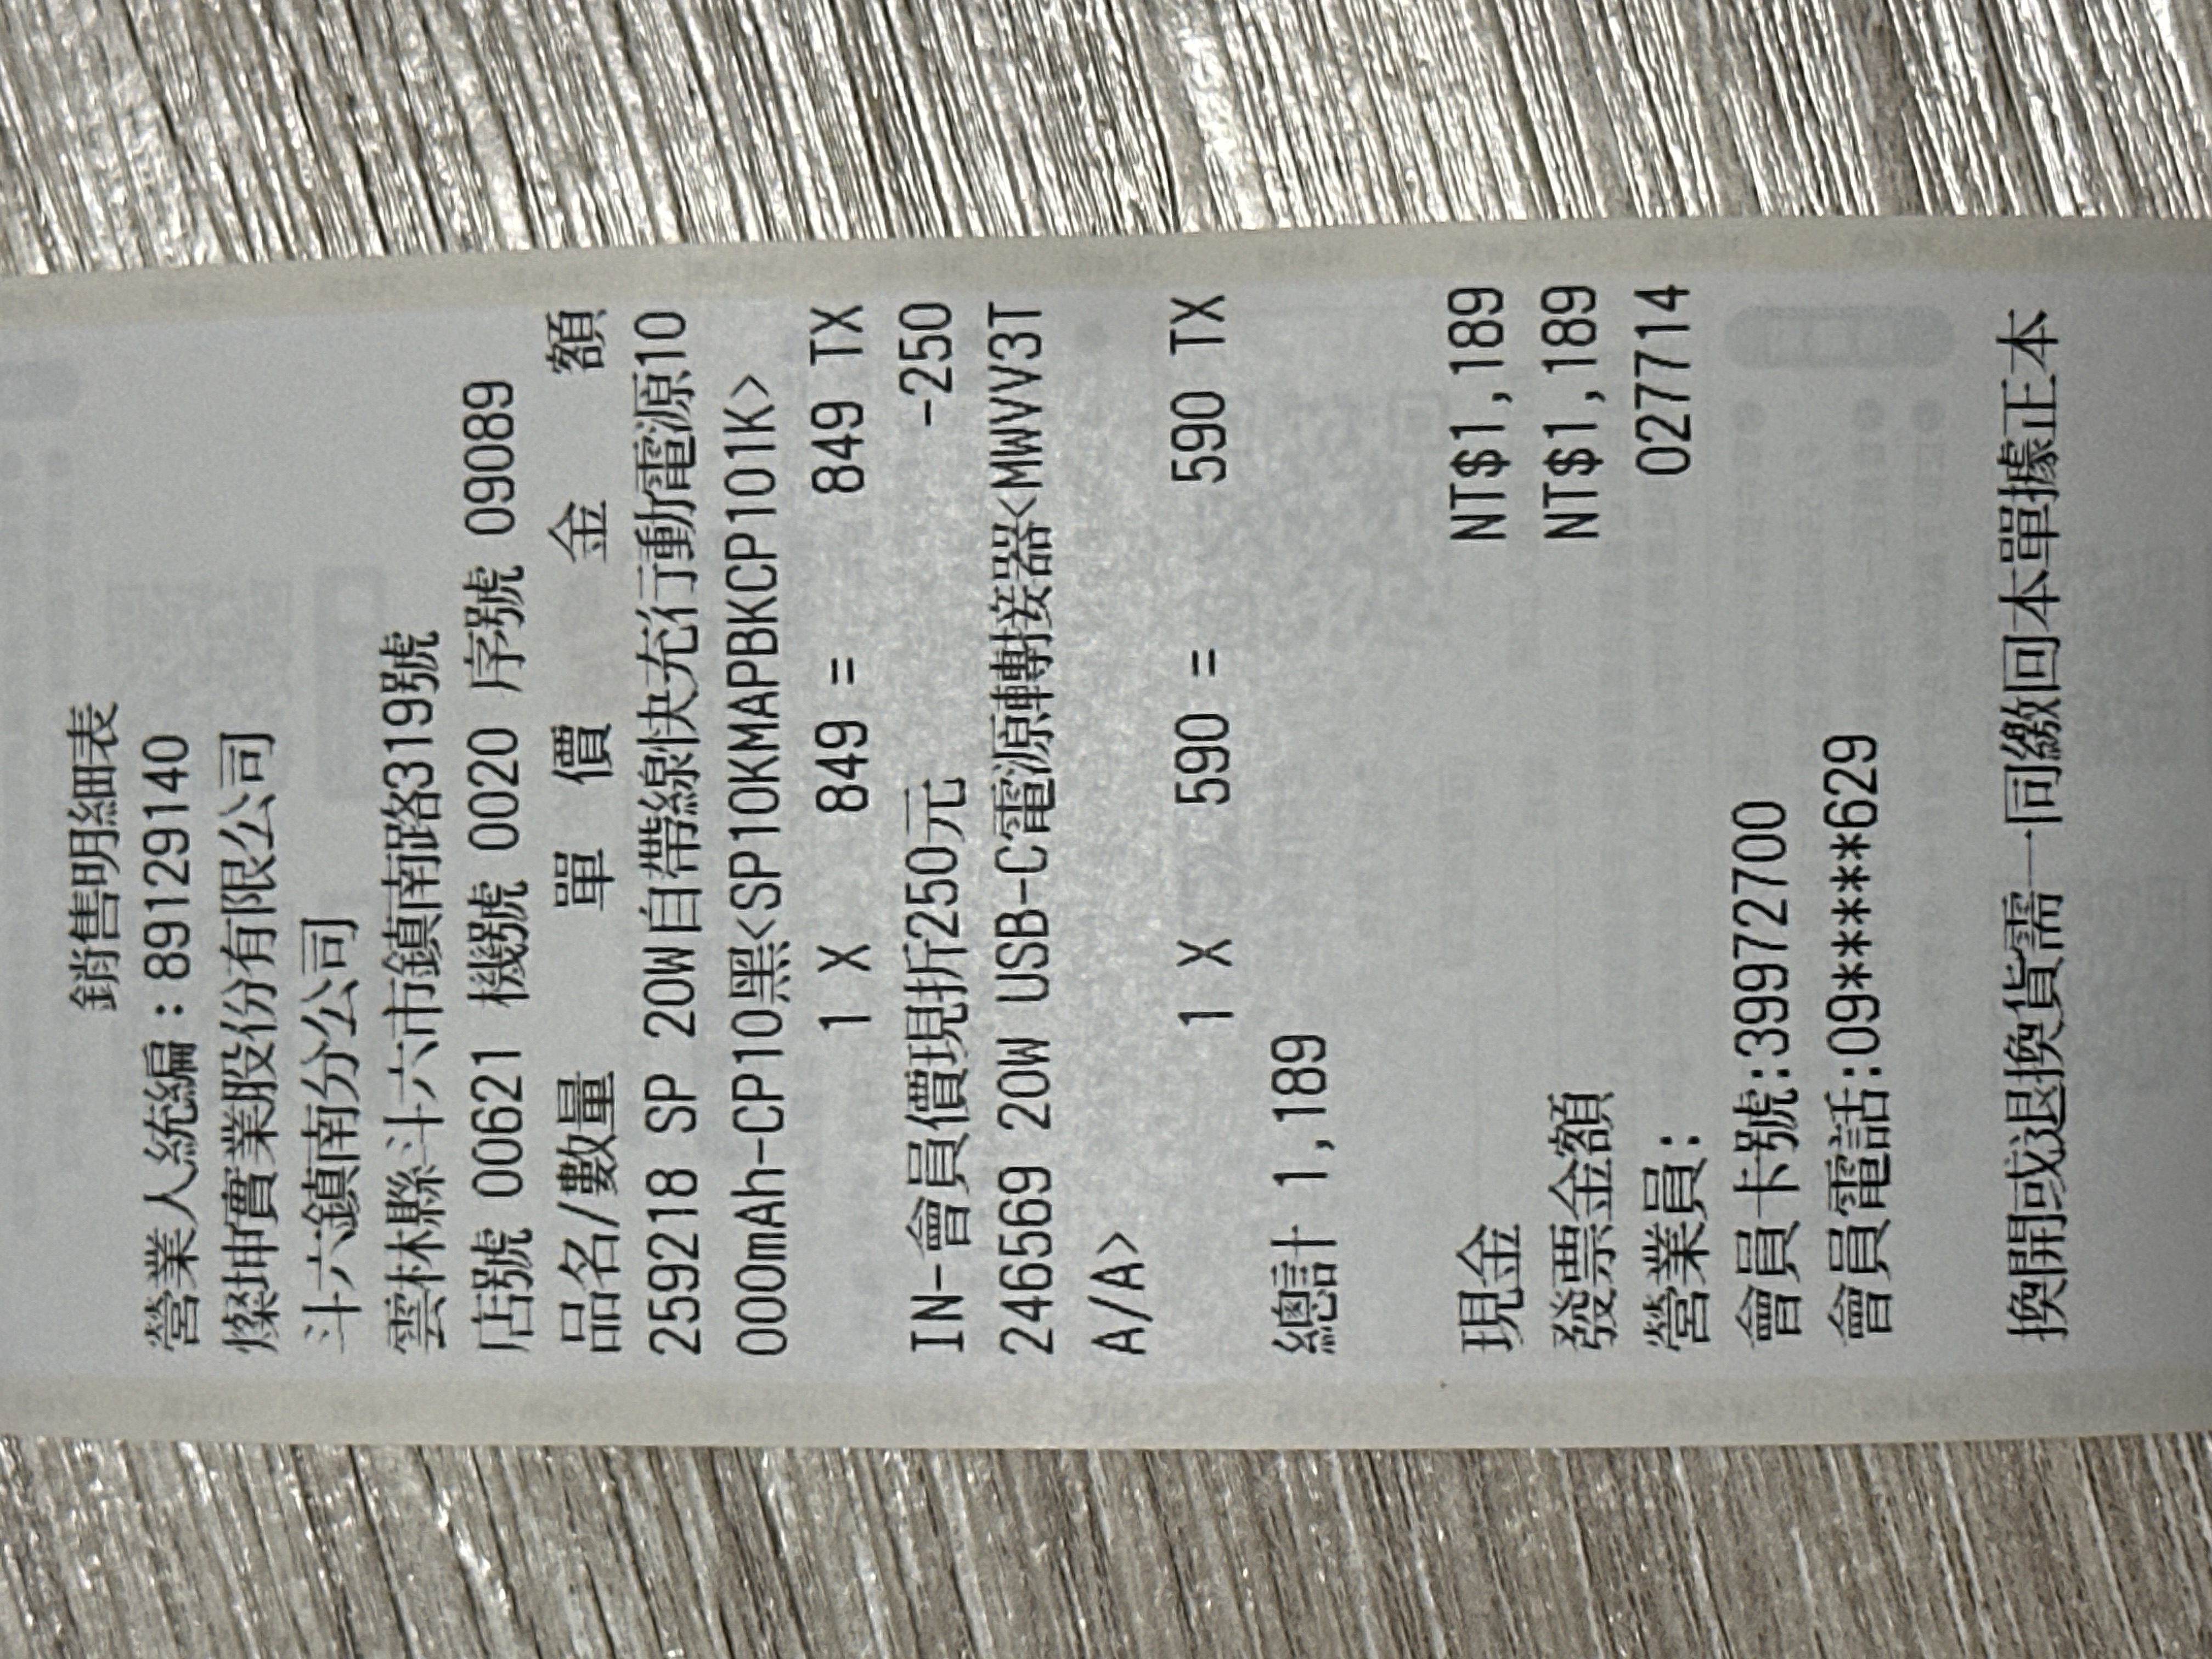 銷售明細表
營業人統編:89129140
燦坤實業股份有限公司
斗六鎮南分公司
雲林縣斗六市鎮南路319號
店號 00621 機號 0020 序號 09089
品名/數量 單 價 金 額
259218 SP 20W自帶線快充行動電源10
000mAh-CP10黑<SP10KMAPBKCP101K>
1 X 849 = 849 TX
IN-會員價現折250元 -250
246569 20W USB-C電源轉接器<MWVV3T
A/A>
1 X 590 = 590 TX
總計 1,189
現金 NT$1,189
發票金額 NT$1,189
營業員: 027714
會員卡號:39972700
會員電話:09*****629
換開或退換貨需一同繳回本單據正本